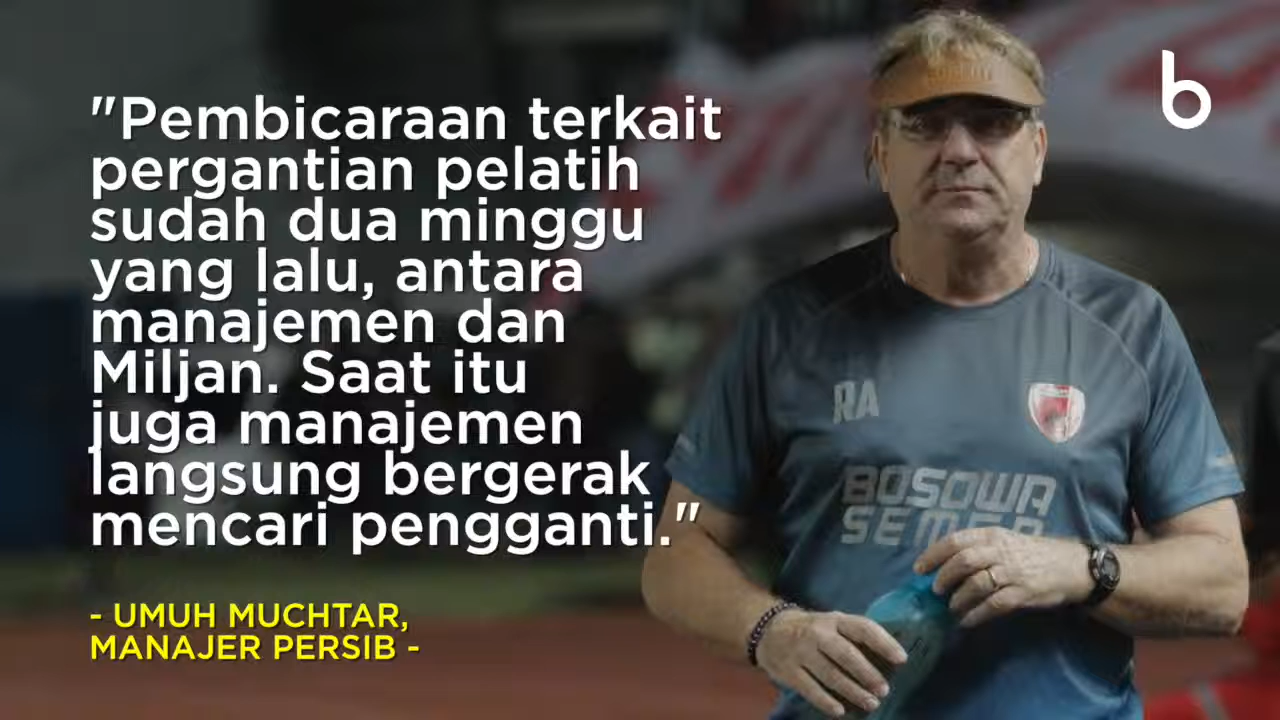 b
"Pembicaraan terkait
pergantian pelatih
sudah dua minggu
yang lalu, antara
manajemen dan
Miljan. Saat itu
juga manajemen
langsung bergerak
mencari pengganti."
- UMUH MUCHTAR,
MANAJER PERSIB -
RA
BOSOWA